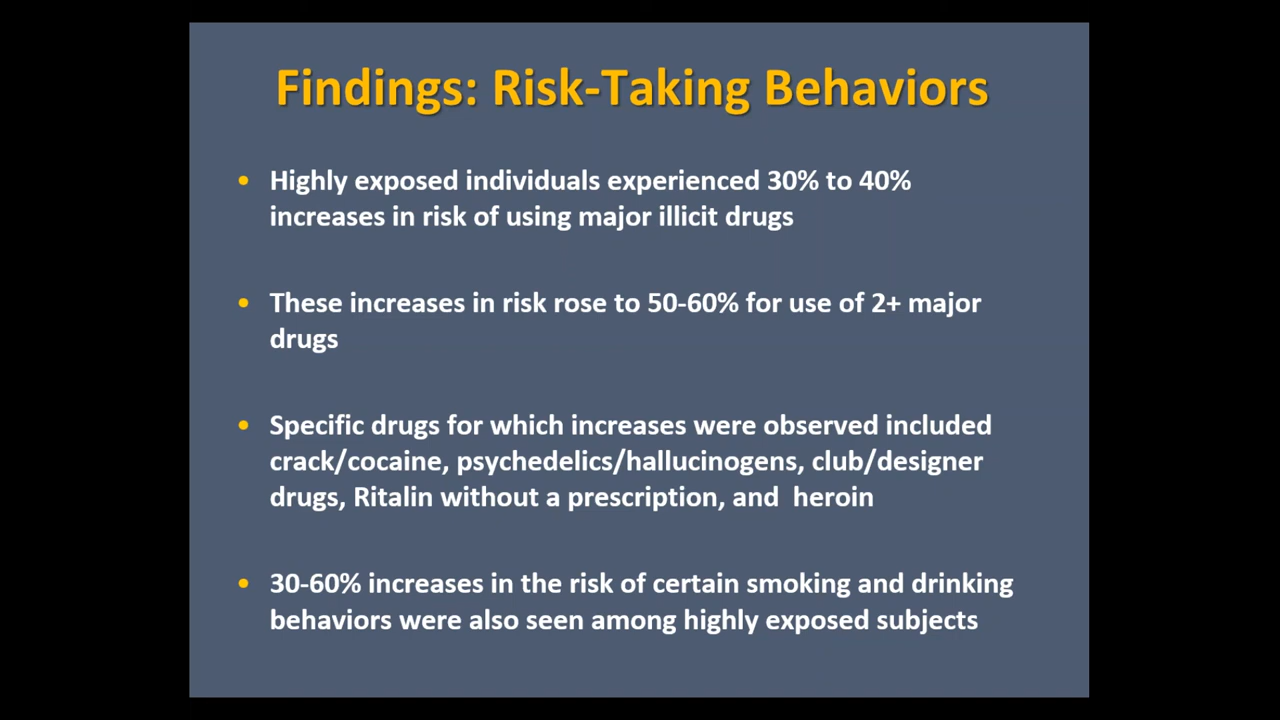 Findings: Risk-Taking Behaviors
• Highly exposed individuals experienced 30% to 40%
increases in risk of using major illicit drugs
• These increases in risk rose to 50-60% for use of 2+ major
drugs
• Specific drugs for which increases were observed included
crack/cocaine, psychedelics/hallucinogens, club/designer
drugs, Ritalin without a prescription, and  heroin
• 30-60% increases in the risk of certain smoking and drinking
behaviors were also seen among highly exposed subjects